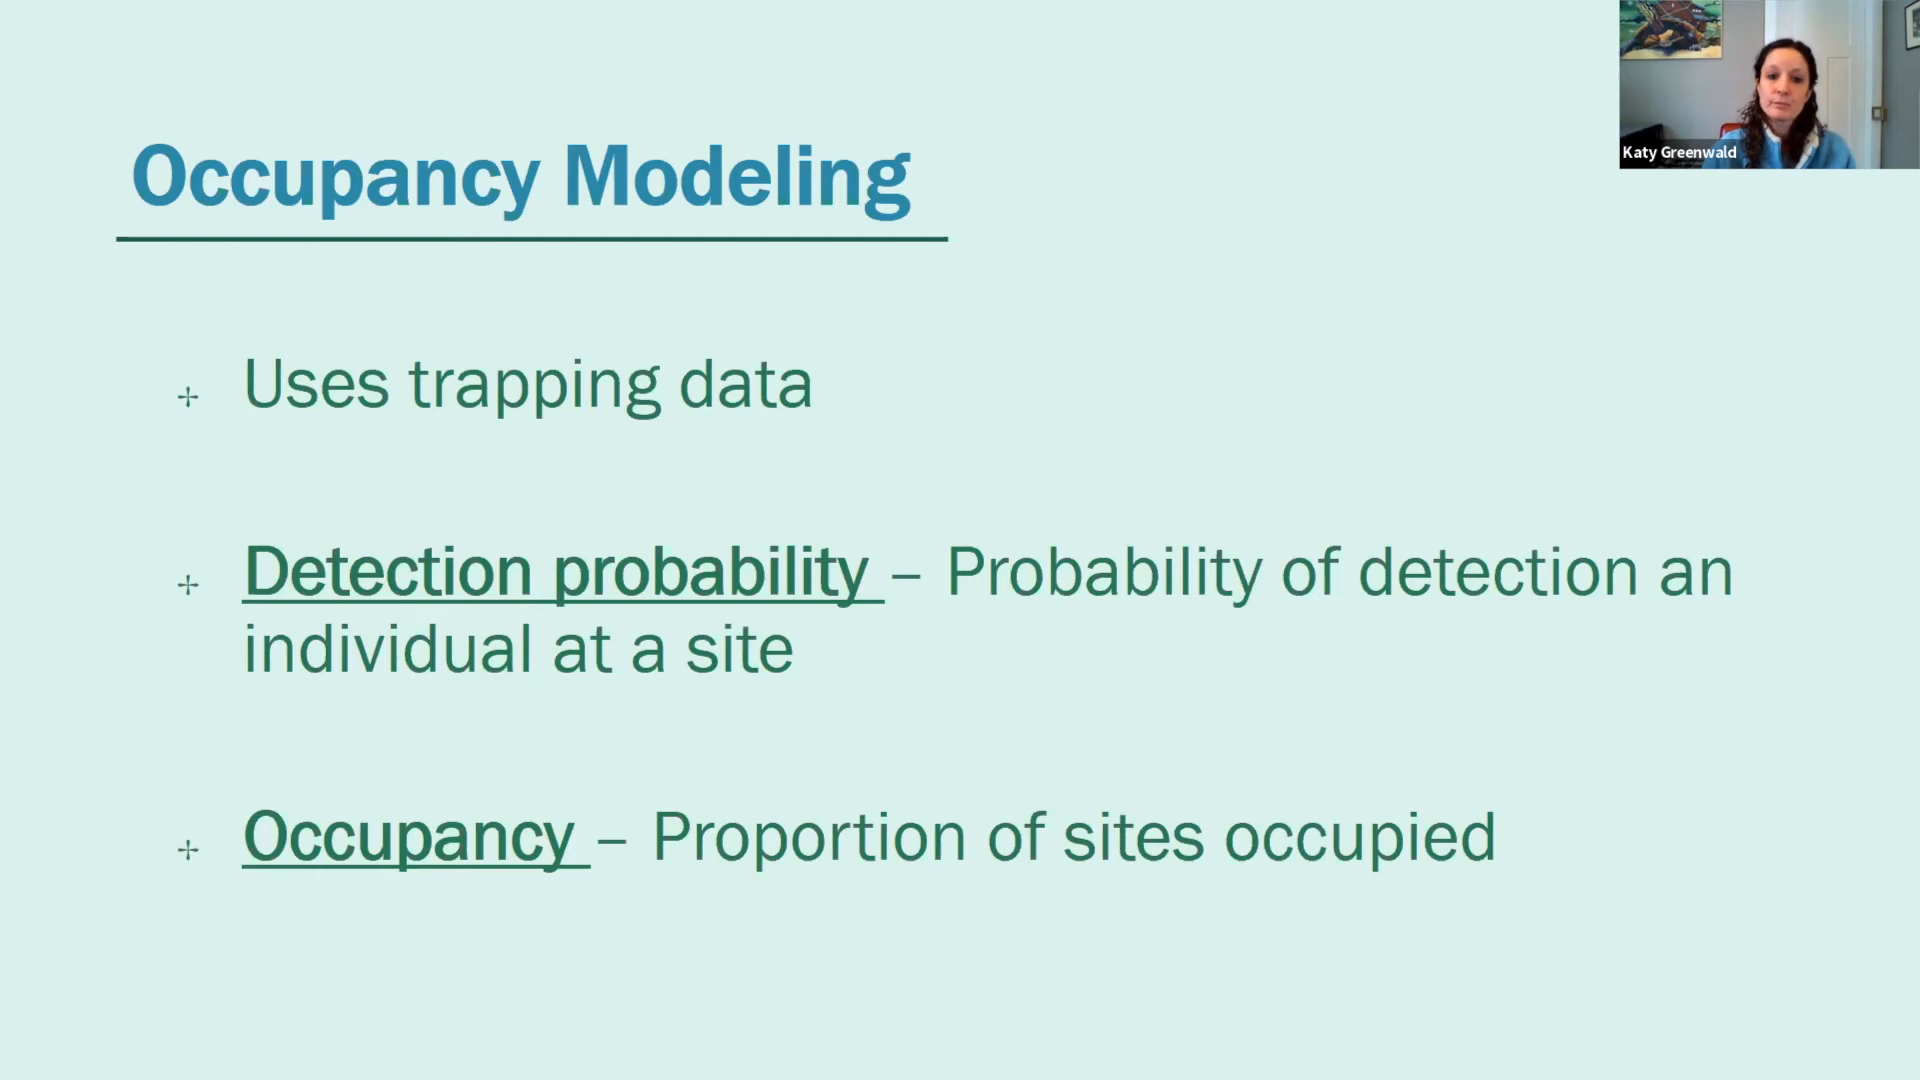 Katy Greenwald
Occupancy Modeling
Uses trapping data
Detection probability – Probability of detection an
individual at a site
Occupancy – Proportion of sites occupied